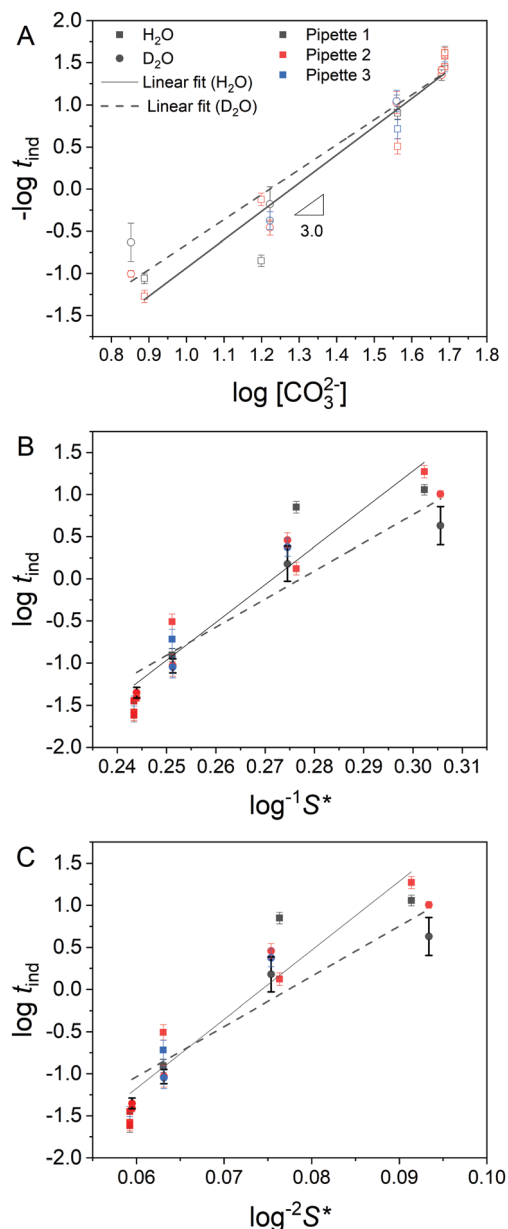 A
H₂O
D₂O
Linear fit (H₂O)
Linear fit (D₂O)
Pipette 1
Pipette 2
Pipette 3
1.5
1.0
0.5
0.0
-0.5
-1.0
-1.5
-log t_ind
3.0
0.8 0.9 1.0 1.1 1.2 1.3 1.4 1.5 1.6 1.7 1.8
log [CO₃²⁻]
B
1.5
1.0
0.5
0.0
-0.5
-1.0
-1.5
-2.0
log t_ind
0.24 0.25 0.26 0.27 0.28 0.29 0.30 0.31
log⁻¹S*
C
1.5
1.0
0.5
0.0
-0.5
-1.0
-1.5
-2.0
log t_ind
0.06 0.07 0.08 0.09 0.10
log⁻²S*